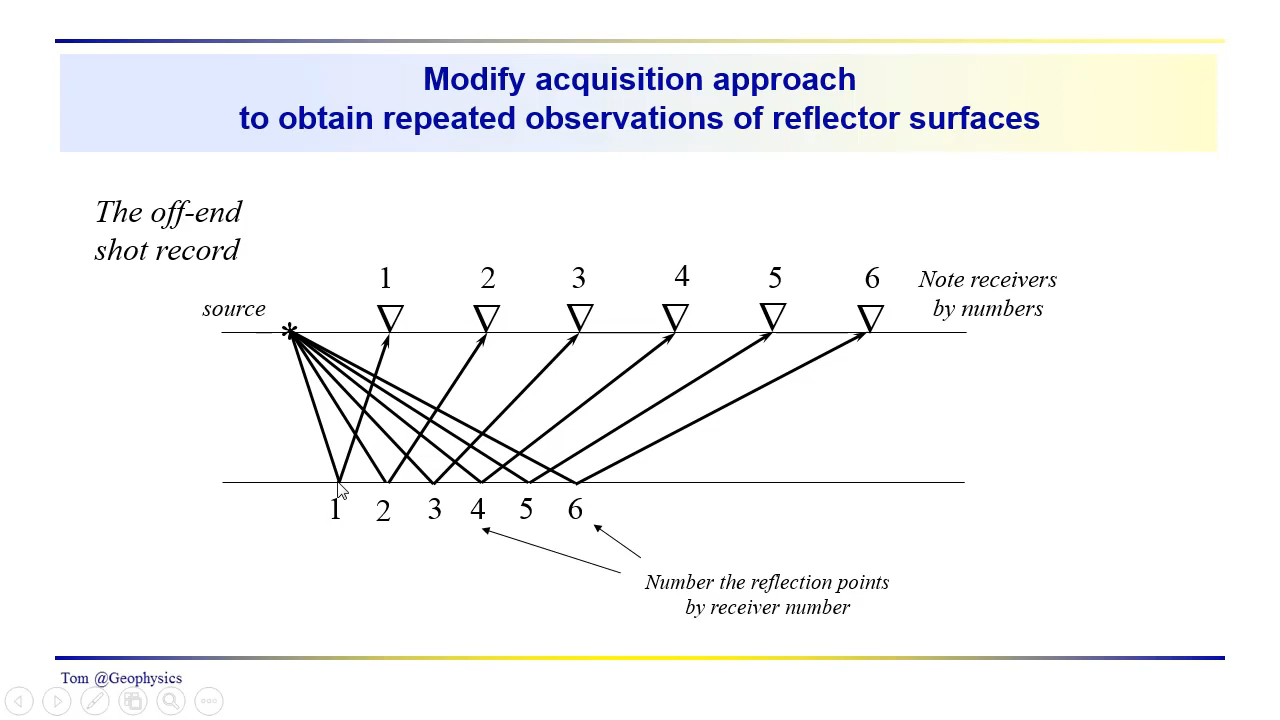 Modify acquisition approach
to obtain repeated observations of reflector surfaces
The off-end
shot record
source
*
1 2 3 4 5 6
Note receivers
by numbers
1 2 3 4 5 6
Number the reflection points
by receiver number
Tom @Geophysics